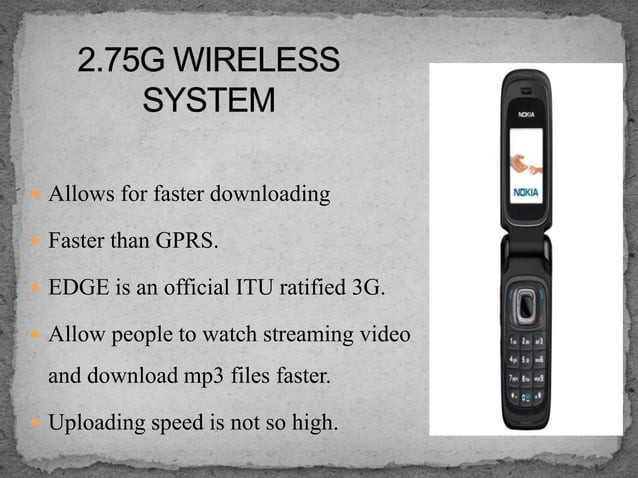 2.75G WIRELESS
SYSTEM
Allows for faster downloading
Faster than GPRS.
EDGE is an official ITU ratified 3G.
Allow people to watch streaming video
and download mp3 files faster.
Uploading speed is not so high.
NOKIA
NOKIA